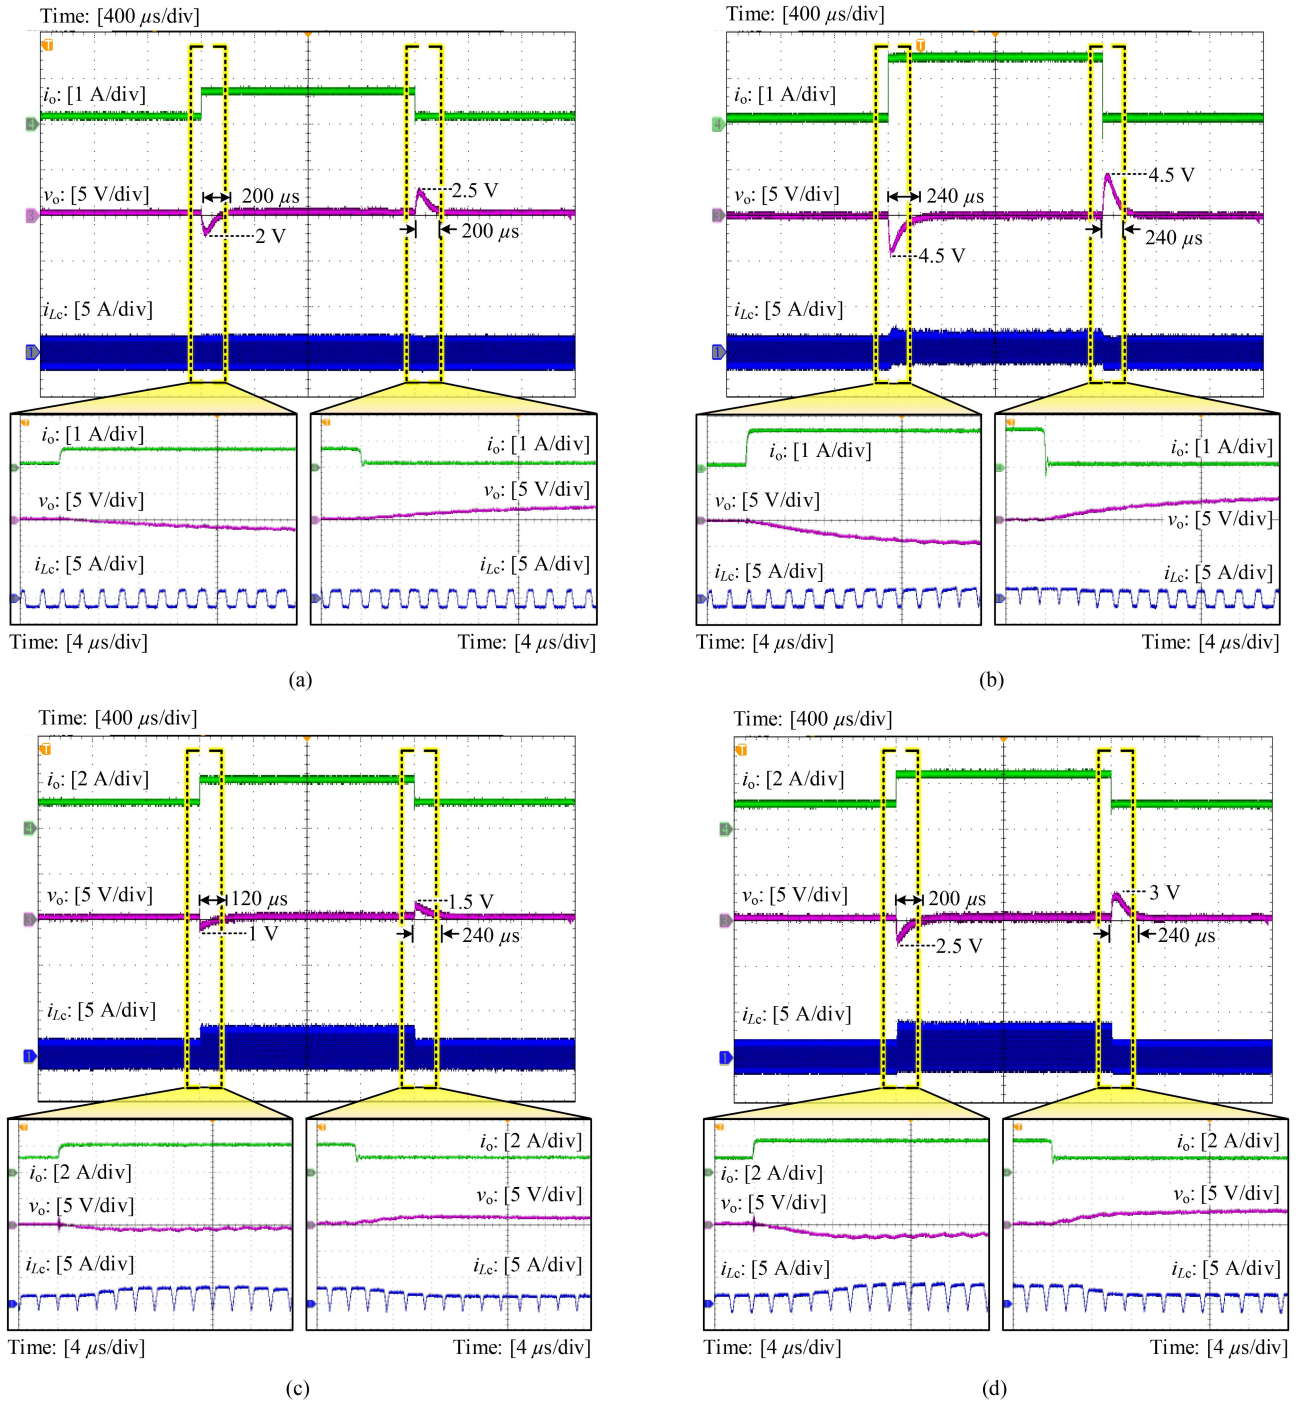 Time: [400 µs/div]
io: [1 A/div]
vo: [5 V/div]
200 µs
2.5 V
2 V
200 µs
iLc: [5 A/div]
io: [1 A/div]
vo: [5 V/div]
iLc: [5 A/div]
io: [1 A/div]
vo: [5 V/div]
iLc: [5 A/div]
Time: [4 µs/div]
Time: [4 µs/div]
(a)
Time: [400 µs/div]
io: [1 A/div]
vo: [5 V/div]
240 µs
4.5 V
4.5 V
240 µs
iLc: [5 A/div]
io: [1 A/div]
vo: [5 V/div]
iLc: [5 A/div]
io: [1 A/div]
vo: [5 V/div]
iLc: [5 A/div]
Time: [4 µs/div]
Time: [4 µs/div]
(b)
Time: [400 µs/div]
io: [2 A/div]
vo: [5 V/div]
120 µs
1.5 V
1 V
240 µs
iLc: [5 A/div]
io: [2 A/div]
vo: [5 V/div]
iLc: [5 A/div]
io: [2 A/div]
vo: [5 V/div]
iLc: [5 A/div]
Time: [4 µs/div]
Time: [4 µs/div]
(c)
Time: [400 µs/div]
io: [2 A/div]
vo: [5 V/div]
200 µs
3 V
2.5 V
240 µs
iLc: [5 A/div]
io: [2 A/div]
vo: [5 V/div]
iLc: [5 A/div]
io: [2 A/div]
vo: [5 V/div]
iLc: [5 A/div]
Time: [4 µs/div]
Time: [4 µs/div]
(d)